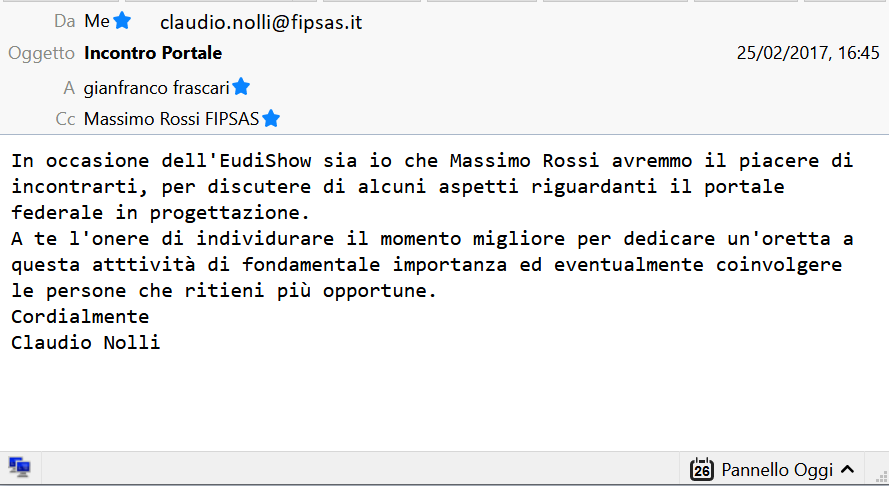 Da Me claudio.nolli@fipsas.it
Oggetto Incontro Portale 25/02/2017, 16:45
A gianfranco frascari
Cc Massimo Rossi FIPSAS
In occasione dell'EudiShow sia io che Massimo Rossi avremmo il piacere di
incontrarti, per discutere di alcuni aspetti riguardanti il portale
federale in progettazione.
A te l'onere di individurare il momento migliore per dedicare un'oretta a
questa atttività di fondamentale importanza ed eventualmente coinvolgere
le persone che ritieni più opportune.
Cordialmente
Claudio Nolli
26 Pannello Oggi